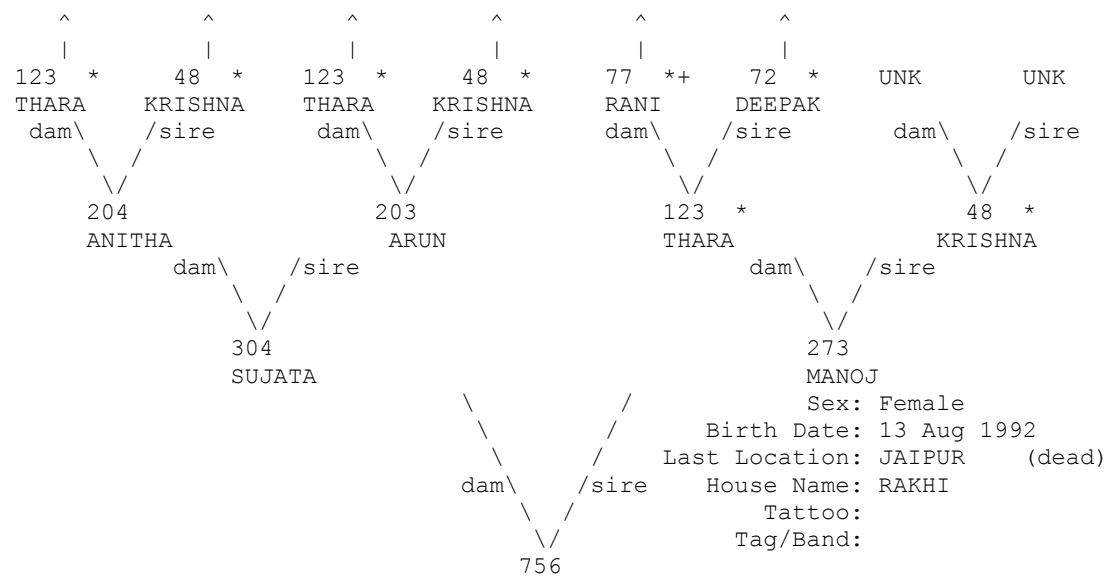 ^ ^ ^ ^ ^ ^
| | | | | |
123 * 48 * 123 * 48 * 77 *+ 72 * UNK UNK
THARA KRISHNA THARA KRISHNA RANI DEEPAK
dam\ /sire dam\ /sire dam\ /sire dam\ /sire
\ / \ / \ / \ /
\/ \/ \/ \/
204 203 123 * 48 *
ANITHA ARUN THARA KRISHNA
dam\ /sire dam\ /sire
\ / \ /
\/ \/
304 273
SUJATA MANOJ
\ / Sex: Female
\ / Birth Date: 13 Aug 1992
\ / Last Location: JAIPUR (dead)
dam\ /sire House Name: RAKHI
\ / Tattoo:
\/ Tag/Band:
756